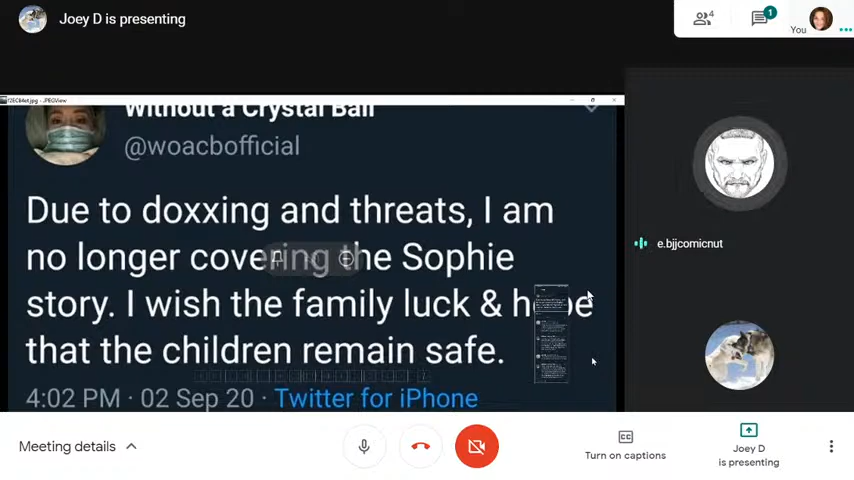 Joey D is presenting
4
1
You
Without a Crystal Ball
@woacbofficial
Due to doxxing and threats, I am
no longer covering the Sophie
story. I wish the family luck & hope
that the children remain safe.
4:02 PM · 02 Sep 20 · Twitter for iPhone
e.bjjcomicnut
Meeting details
Turn on captions
Joey D
is presenting